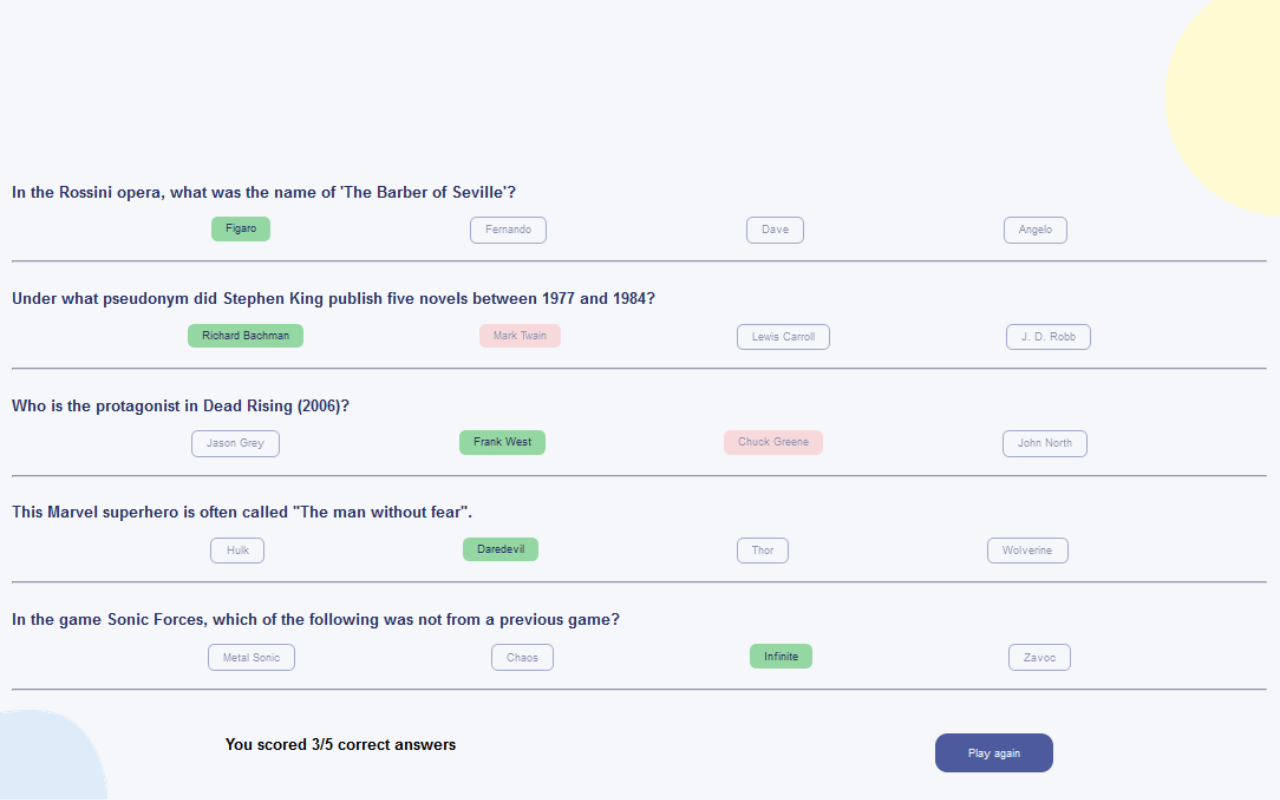 In the Rossini opera, what was the name of 'The Barber of Seville'?
Figaro Fernando Dave Angelo
Under what pseudonym did Stephen King publish five novels between 1977 and 1984?
Richard Bachman Mark Twain Lewis Carroll J. D. Robb
Who is the protagonist in Dead Rising (2006)?
Jason Grey Frank West Chuck Greene John North
This Marvel superhero is often called "The man without fear".
Hulk Daredevil Thor Wolverine
In the game Sonic Forces, which of the following was not from a previous game?
Metal Sonic Chaos Infinite Zavoc
You scored 3/5 correct answers
Play again